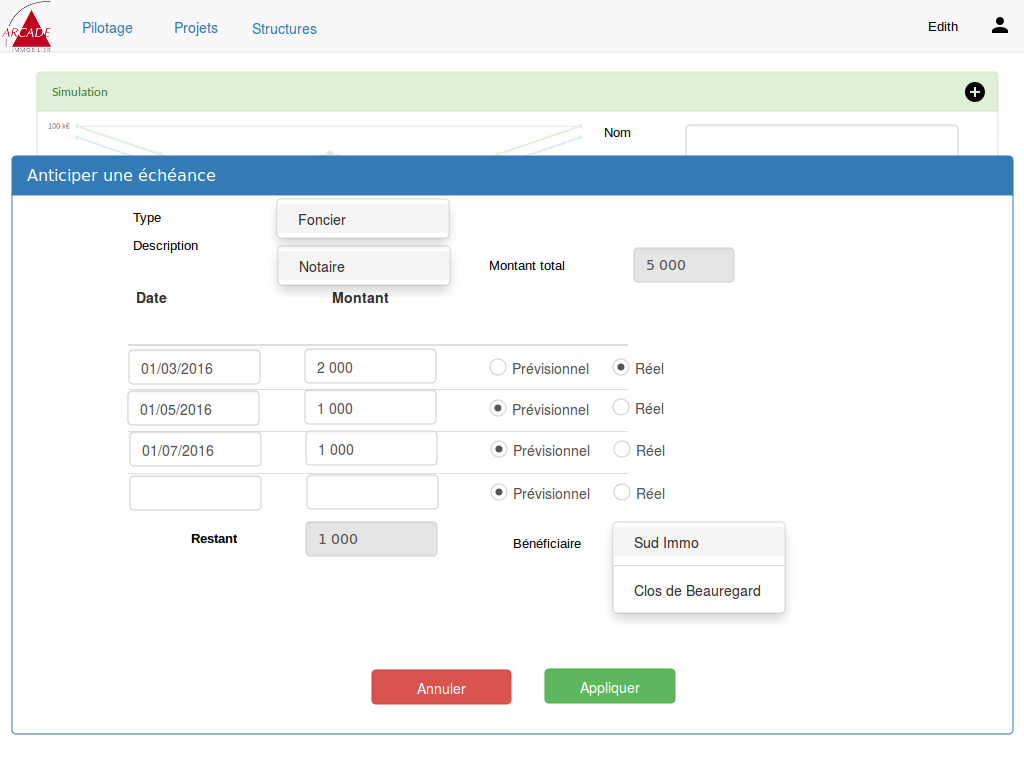 ARCADE
IMMOBILIER
Pilotage
Projets
Structures
Edith
Simulation
100 k€
Nom
Anticiper une échéance
Type
Foncier
Description
Notaire
Montant total
5 000
Date
Montant
01/03/2016
2 000
Prévisionnel
Réel
01/05/2016
1 000
Prévisionnel
Réel
01/07/2016
1 000
Prévisionnel
Réel
Prévisionnel
Réel
Restant
1 000
Bénéficiaire
Sud Immo
Clos de Beauregard
Annuler
Appliquer